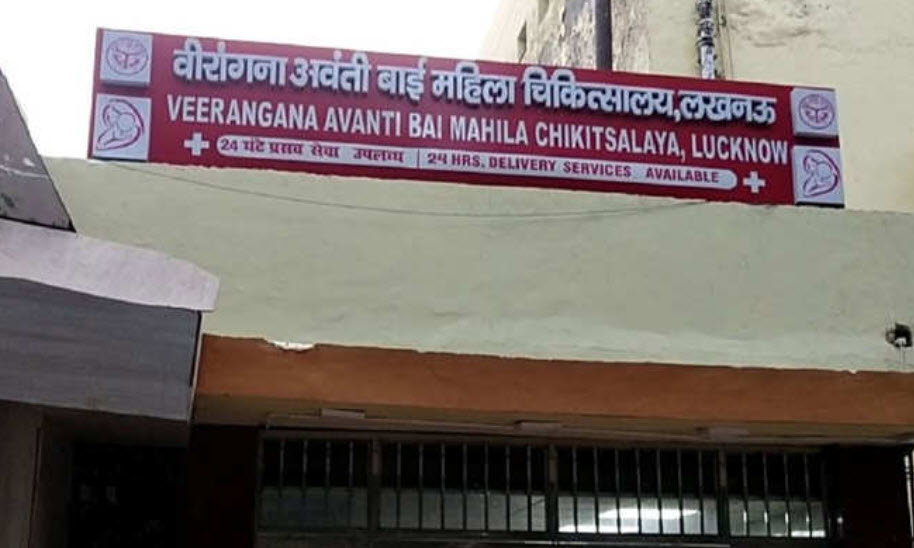 वीरांगना अवंती बाई महिला चिकित्सालय,लखनऊ
VEERANGANA AVANTI BAI MAHILA CHIKITSALAYA, LUCKNOW
24 घंटे प्रसव सेवा उपलब्ध | 24 HRS. DELIVERY SERVICES AVAILABLE